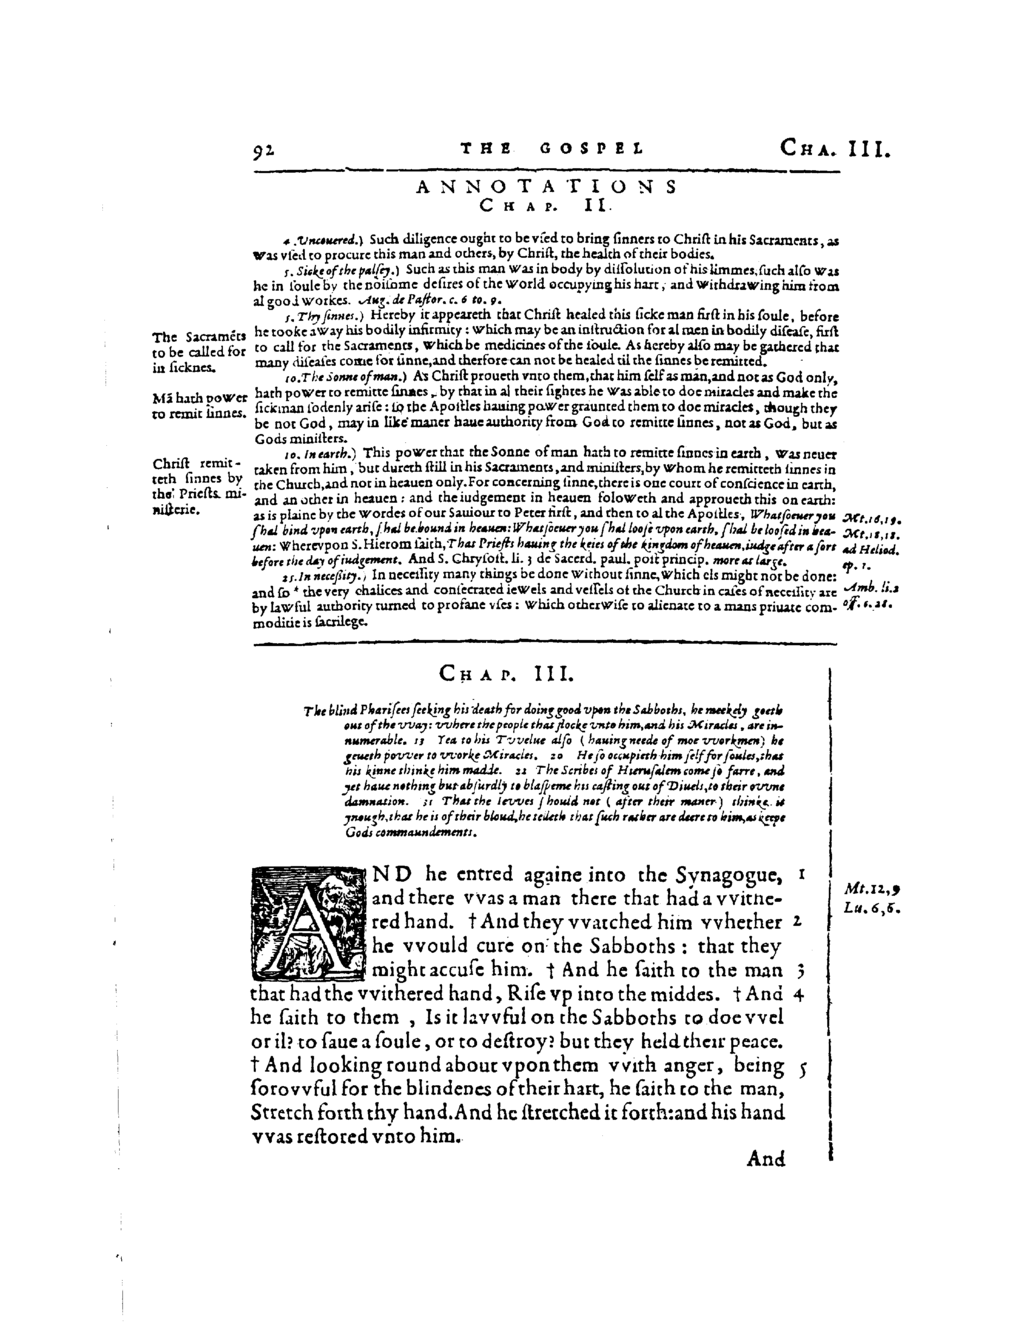 92 THE GOSPEL CHA. III.
ANNOTATIONS
CHAP. II.
4. Vncouered.) Such diligence ought to be vſed to bring ſinners to Chriſt in his Sacraments, as
was vſed to procure this man and others, by Chriſt, the health of their bodies.
5. Sicke of the palſey.) Such as this man was in body by diſſolution of his limmes, ſuch alſo was
he in ſoule by the noiſome deſires of the world occupying his hart, and withdrawing him from
al good workes. Aug. de Paſtor. c. 6 to. 9.
5. Thy ſinnes.) Hereby it appeareth that Chriſt healed this ſicke man firſt in his ſoule, before
he tooke away his bodily infirmity: which may be an inſtruction for al men in bodily diſeaſe, firſt
to call for the Sacraments, which be medicines of the ſoule. As hereby alſo may be gathered that
many diſeaſes come for ſinne, and therfore can not be healed til the ſinnes be remitted.
The Sacramẽts
to be called for
in ſicknes.
10. The Sonne of man.) As Chriſt proueth vnto them, that him ſelf as man, and not as God only,
hath power to remitte ſinnes, by that in al their ſightes he was able to doe miracles and make the
ſickman ſodenly ariſe: ſo the Apoſtles hauing power graunted them to doe miracles, though they
be not God, may in like maner haue authority from God to remitte ſinnes, not as God, but as
Gods miniſters.
Mã hath power
to remit ſinnes.
10. In earth.) This power that the Sonne of man hath to remitte ſinnes in earth, was neuer
taken from him, but dureth ſtill in his Sacraments, and miniſters, by whom he remitteth ſinnes in
the Church, and not in heauen only. For concerning ſinne, there is one court of conſcience in earth,
and an other in heauen: and the iudgement in heauen foloweth and approueth this on earth:
as is plaine by the wordes of our Sauiour to Peter firſt, and then to al the Apoſtles, Whatſoeuer you
ſhal bind vpon earth, ſhal be bound in heauen: Whatſoeuer you ſhal looſe vpon earth, ſhal be looſed in hea-
uen: Wherevpon S. Hierom ſaith, That Prieſts hauing the keies of the kingdom of heauen, iudge after a ſort
before the day of iudgement. And S. Chryſoſt. li. 3 de Sacerd. paul. poſt princip. more at large.
Chriſt remit-
teth ſinnes by
the Prieſts mi-
niſterie.
Mt. 16, 19.
Mt. 18, 18.
ad Heliod.
ep. 1.
25. In neceſsity.) In neceſſity many things be done without ſinne, which els might not be done:
and ſo * the very chalices and conſecrated iewels and veſſels of the Church in caſes of neceſſity are
by lawful authority turned to profane vſes: which otherwiſe to alienate to a mans priuate com-
moditie is ſacrilege.
Amb. li. 2
off. c. 28.
CHAP. III.
The blind Phariſees ſeeking his death for doing good vpon the Sabboths, he meekely goeth
out of the vvay: vvhere the people that flocke vnto him, and his Miracles, are in-
numerable. 13 Yea to his Tvvelue alſo (hauing neede of moe vvorkmen) he
geueth povver to vvorke Miracles. 20 He ſo occupieth him ſelf for ſoules, that
his kinne thinke him madde. 22 The Scribes of Hieruſalem come ſo farre, and
yet haue nothing but abſurdly to blaſpeme his caſting out of Diuels, to their ovvne
damnation. 31 That the Ievves ſhould not (after their maner) thinke it
ynough, that he is of their bloud, he telleth that ſuch rather are deere to him, as keepe
Gods commaundements.
AND he entred againe into the Synagogue, 1
and there vvas a man there that had a vvithe-
red hand. † And they vvatched him vvhether 2
he vvould cure on the Sabboths: that they
might accuſe him. † And he ſaith to the man 3
that had the vvithered hand, Riſe vp into the middes. † And 4
he ſaith to them, Is it lavvful on the Sabboths to doe vvel
or il? to ſaue a ſoule, or to deſtroy? but they held their peace.
† And looking round about vpon them vvith anger, being 5
ſorovvful for the blindenes of their hart, he ſaith to the man,
Stretch forth thy hand. And he ſtretched it forth: and his hand
vvas reſtored vnto him.
Mt. 12, 9
Lu. 6, 6.
And